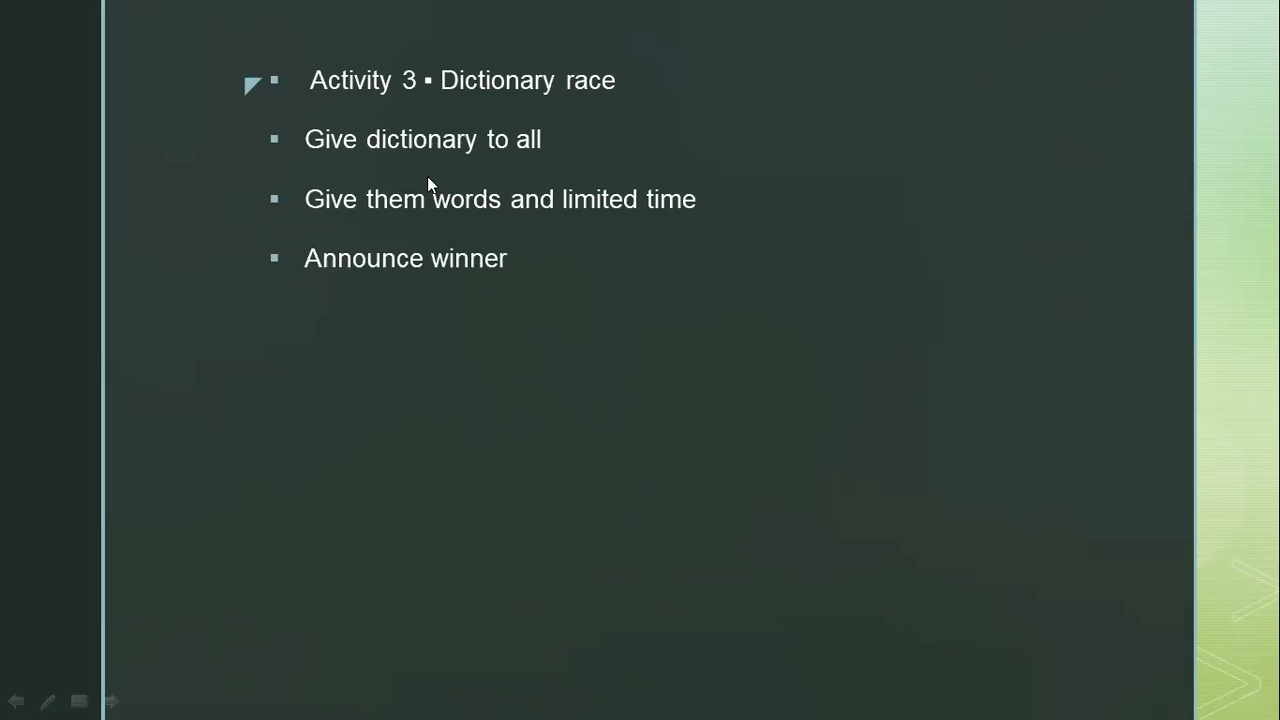 ▪ Activity 3 ▪ Dictionary race
▪ Give dictionary to all
▪ Give them words and limited time
▪ Announce winner